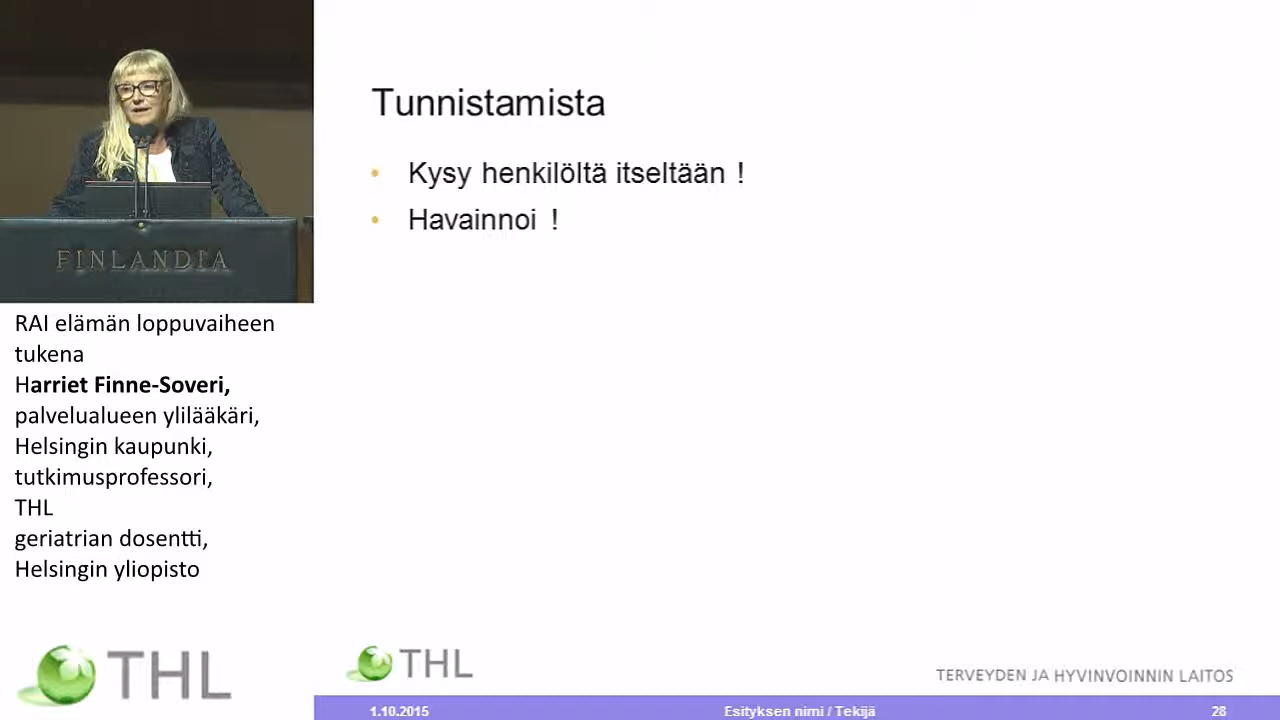 FINLANDIA
RAI elämän loppuvaiheen
tukena
Harriet Finne-Soveri,
palvelualueen ylilääkäri,
Helsingin kaupunki,
tutkimusprofessori,
THL
geriatrian dosentti,
Helsingin yliopisto
THL
Tunnistamista
• Kysy henkilöltä itseltään !
• Havainnoi !
THL
TERVEYDEN JA HYVINVOINNIN LAITOS
1.10.2015
Esityksen nimi / Tekijä
28